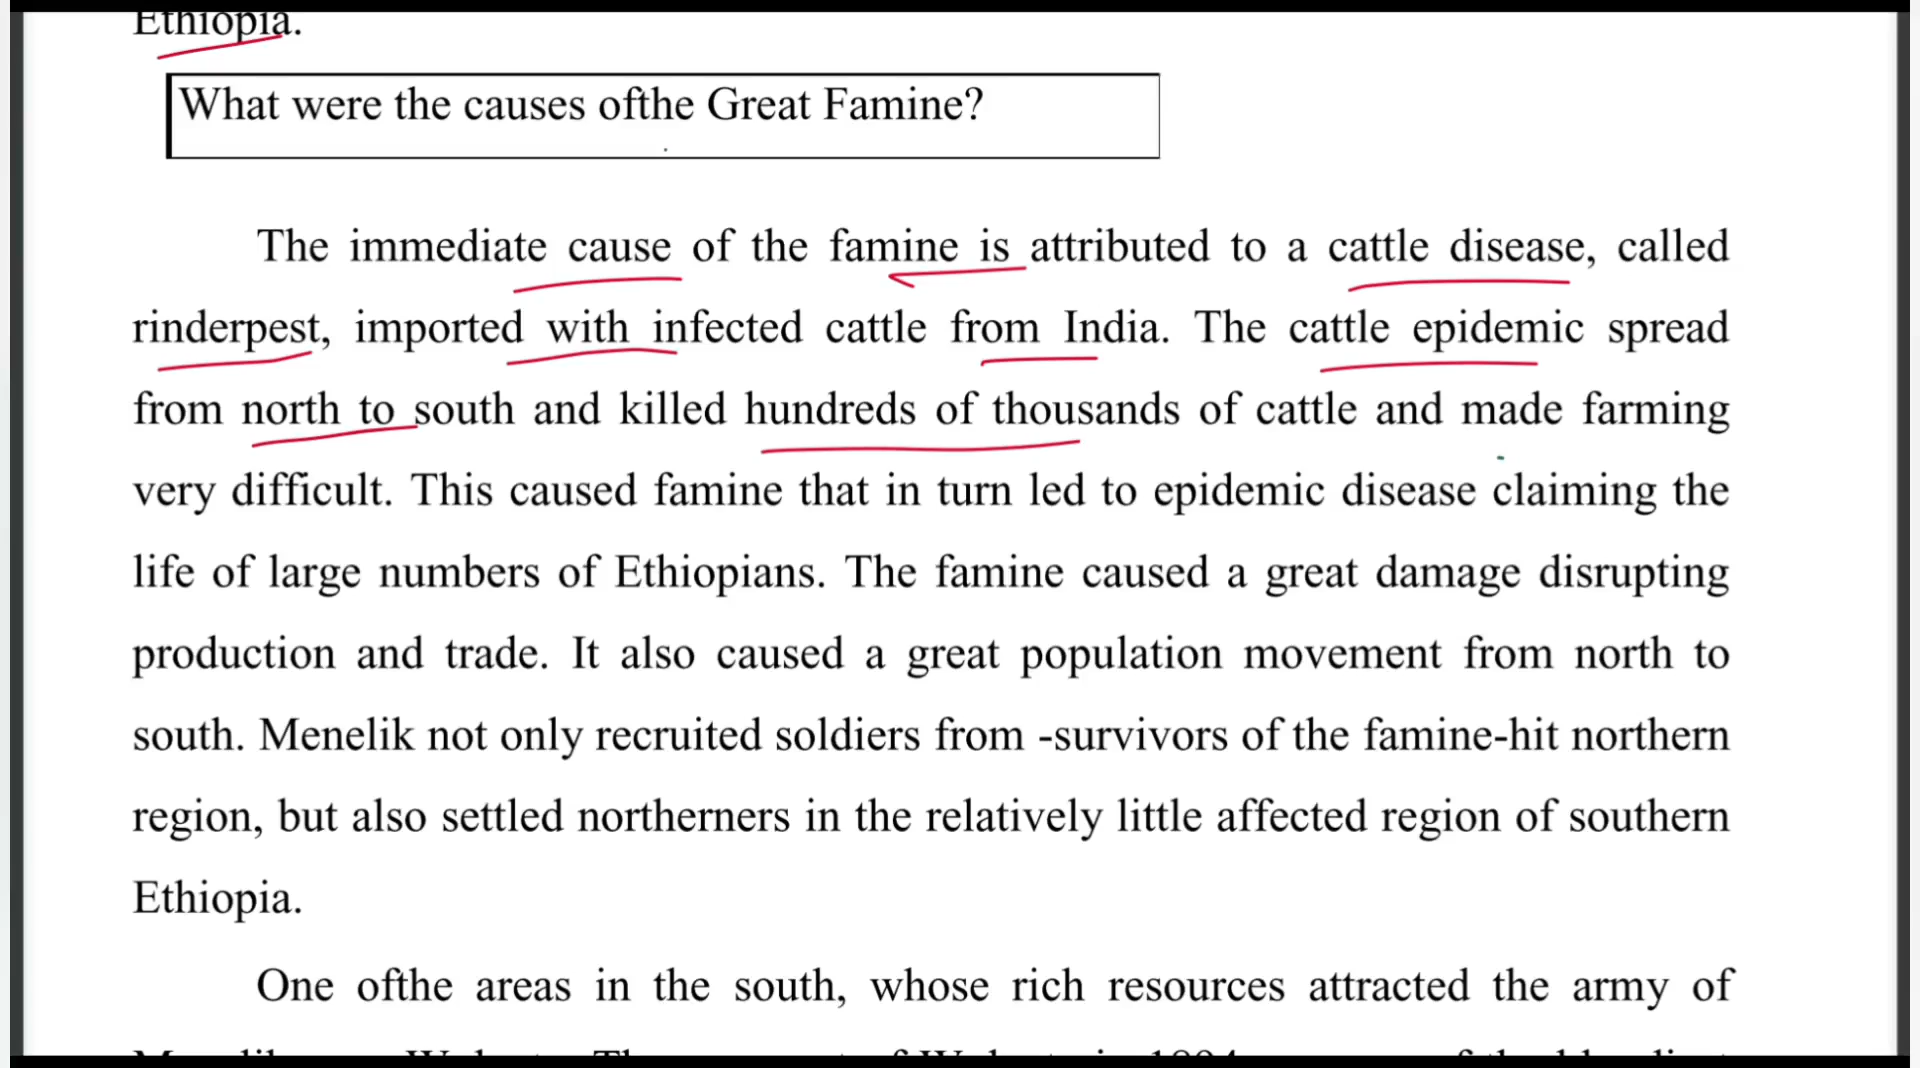 Ethiopia.
What were the causes ofthe Great Famine?
The immediate cause of the famine is attributed to a cattle disease, called
rinderpest, imported with infected cattle from India. The cattle epidemic spread
from north to south and killed hundreds of thousands of cattle and made farming
very difficult. This caused famine that in turn led to epidemic disease claiming the
life of large numbers of Ethiopians. The famine caused a great damage disrupting
production and trade. It also caused a great population movement from north to
south. Menelik not only recruited soldiers from -survivors of the famine-hit northern
region, but also settled northerners in the relatively little affected region of southern
Ethiopia.
One ofthe areas in the south, whose rich resources attracted the army of